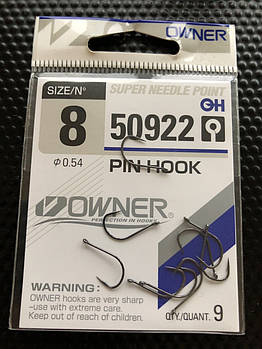 OWNER
SIZE/Nº
SUPER NEEDLE POINT
8
50922
Φ0.54
PIN HOOK
OWNER
PERFECTION IN HOOKS
WARNING:
OWNER hooks are very sharp
-use with extreme care.
Keep out of reach of children.
QTY./QUANT. 9